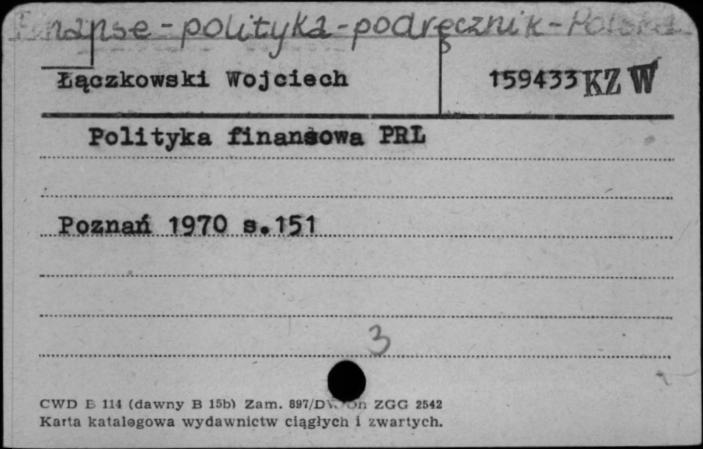 Finanse - polityka - podręcznik - Polska
Łączkowski Wojciech 159433 KZ W
Polityka finansowa PRL
Poznań 1970 s.151
3
CWD B 114 (dawny B 15b) Zam. 897/D ZGG 2542
Karta katalogowa wydawnictw ciągłych i zwartych.